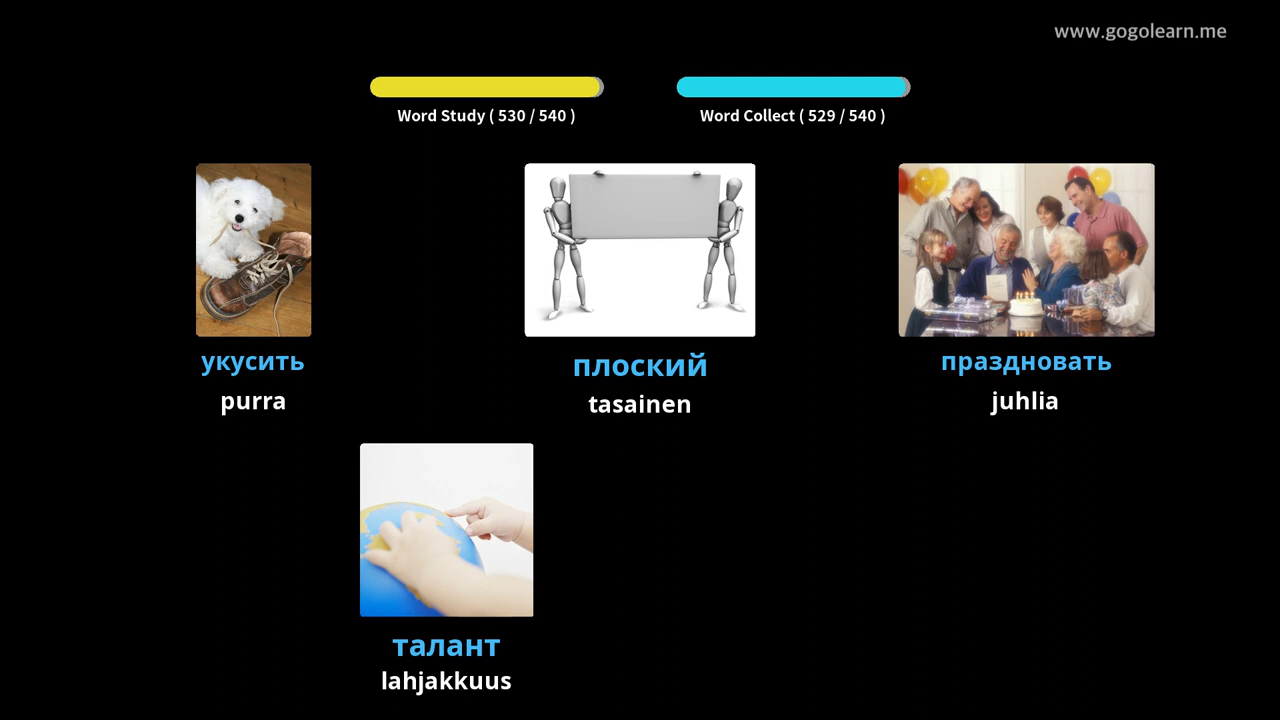 www.gogolearn.me
Word Study ( 530 / 540 )
Word Collect ( 529 / 540 )
укусить
purra
плоский
tasainen
праздновать
juhlia
талант
lahjakkuus